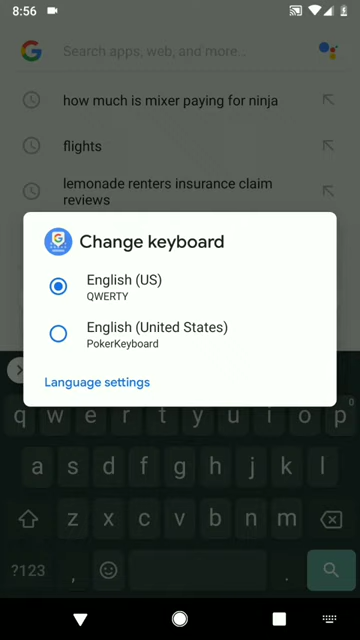 8:56
Search apps, web, and more...
how much is mixer paying for ninja
flights
lemonade renters insurance claim
reviews
Change keyboard
English (US)
QWERTY
English (United States)
PokerKeyboard
Language settings
q w e r t y u i o p 0
a s d f g h j k l
z x c v b n m
?123 , .